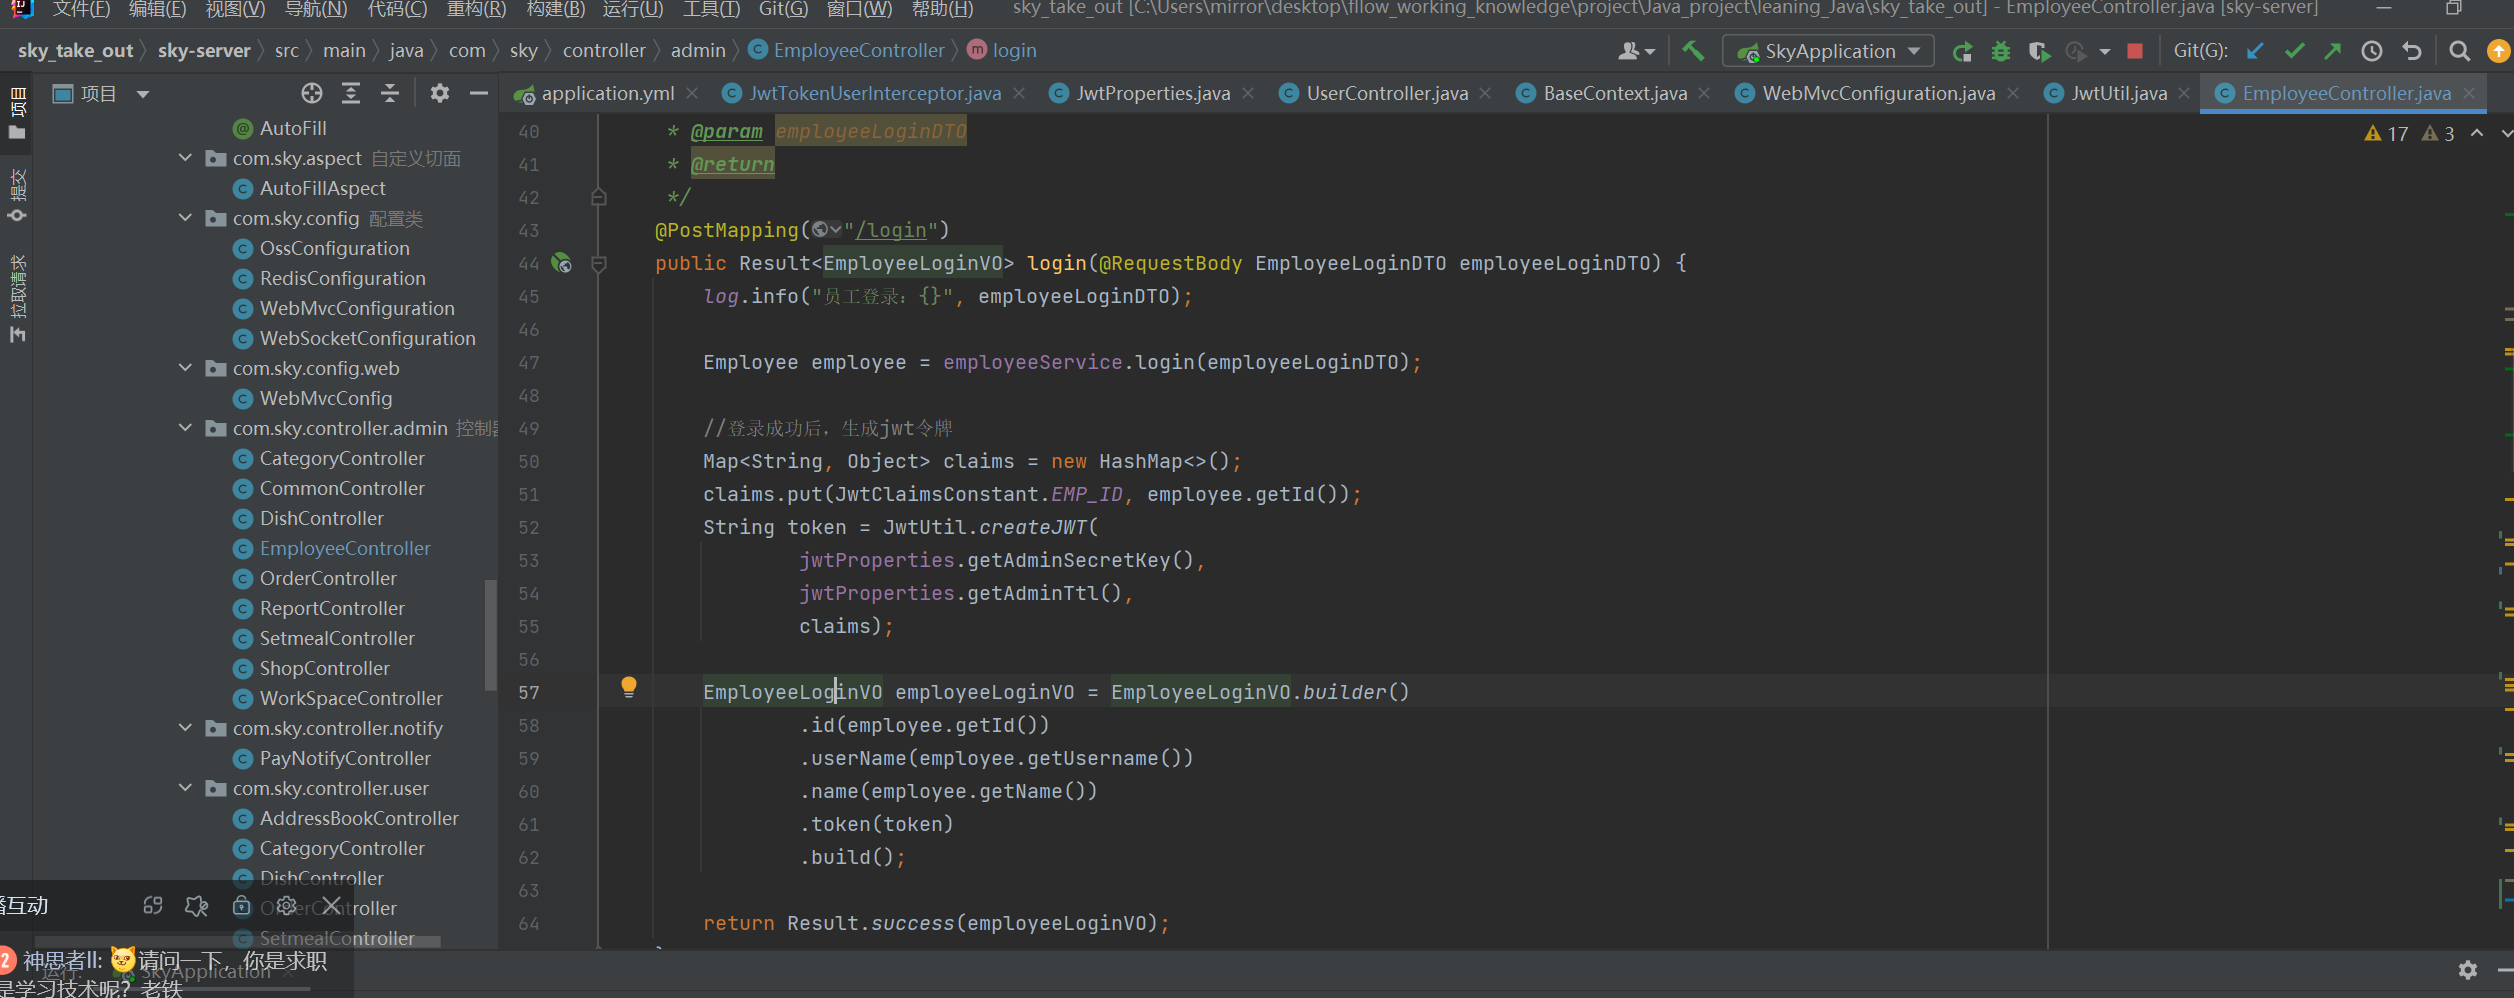 文件(F) 编辑(E) 视图(V) 导航(N) 代码(C) 重构(R) 构建(B) 运行(U) 工具(T) Git(G) 窗口(W) 帮助(H) sky_take_out [C:\Users\mirror\desktop\fllow_working_knowledge\project\Java_project\leaning_Java\sky_take_out] - EmployeeController.java [sky-server]
sky_take_out sky-server src main java com sky controller admin EmployeeController login SkyApplication Git(G):
项目
application.yml JwtTokenUserInterceptor.java JwtProperties.java UserController.java BaseContext.java WebMvcConfiguration.java JwtUtil.java EmployeeController.java
项目
提交
拉取请求
AutoFill
com.sky.aspect 自定义切面
AutoFillAspect
com.sky.config 配置类
OssConfiguration
RedisConfiguration
WebMvcConfiguration
WebSocketConfiguration
com.sky.config.web
WebMvcConfig
com.sky.controller.admin 控制
CategoryController
CommonController
DishController
EmployeeController
OrderController
ReportController
SetmealController
ShopController
WorkSpaceController
com.sky.controller.notify
PayNotifyController
com.sky.controller.user
AddressBookController
CategoryController
DishController
OrderController
SetmealController
17 3
40 * @param employeeLoginDTO
41 * @return
42 */
43 @PostMapping("/login")
44 public Result<EmployeeLoginVO> login(@RequestBody EmployeeLoginDTO employeeLoginDTO) {
45 log.info("员工登录：{}", employeeLoginDTO);
46
47 Employee employee = employeeService.login(employeeLoginDTO);
48
49 //登录成功后，生成jwt令牌
50 Map<String, Object> claims = new HashMap<>();
51 claims.put(JwtClaimsConstant.EMP_ID, employee.getId());
52 String token = JwtUtil.createJWT(
53 jwtProperties.getAdminSecretKey(),
54 jwtProperties.getAdminTtl(),
55 claims);
56
57 EmployeeLoginVO employeeLoginVO = EmployeeLoginVO.builder()
58 .id(employee.getId())
59 .userName(employee.getUsername())
60 .name(employee.getName())
61 .token(token)
62 .build();
63
64 return Result.success(employeeLoginVO);
播互动
2 神思者II: 请问一下，你是求职
是学习技术呢？老铁
运行: SkyApplication